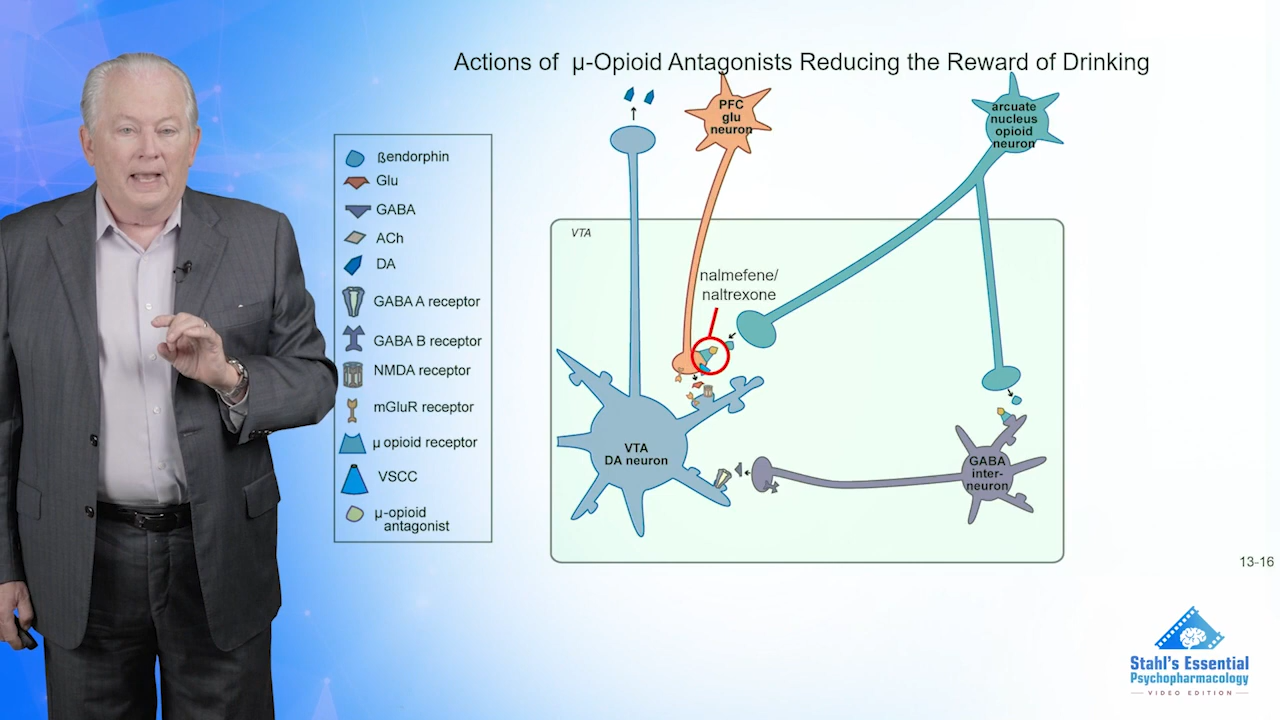 Actions of μ-Opioid Antagonists Reducing the Reward of Drinking
ßendorphin
Glu
GABA
ACh
DA
GABA A receptor
GABA B receptor
NMDA receptor
mGluR receptor
μ opioid receptor
VSCC
μ-opioid
antagonist
PFC
glu
neuron
arcuate
nucleus
opioid
neuron
VTA
nalmefene/
naltrexone
VTA
DA neuron
GABA
inter-
neuron
13-16
Stahl's Essential
Psychopharmacology
VIDEO EDITION